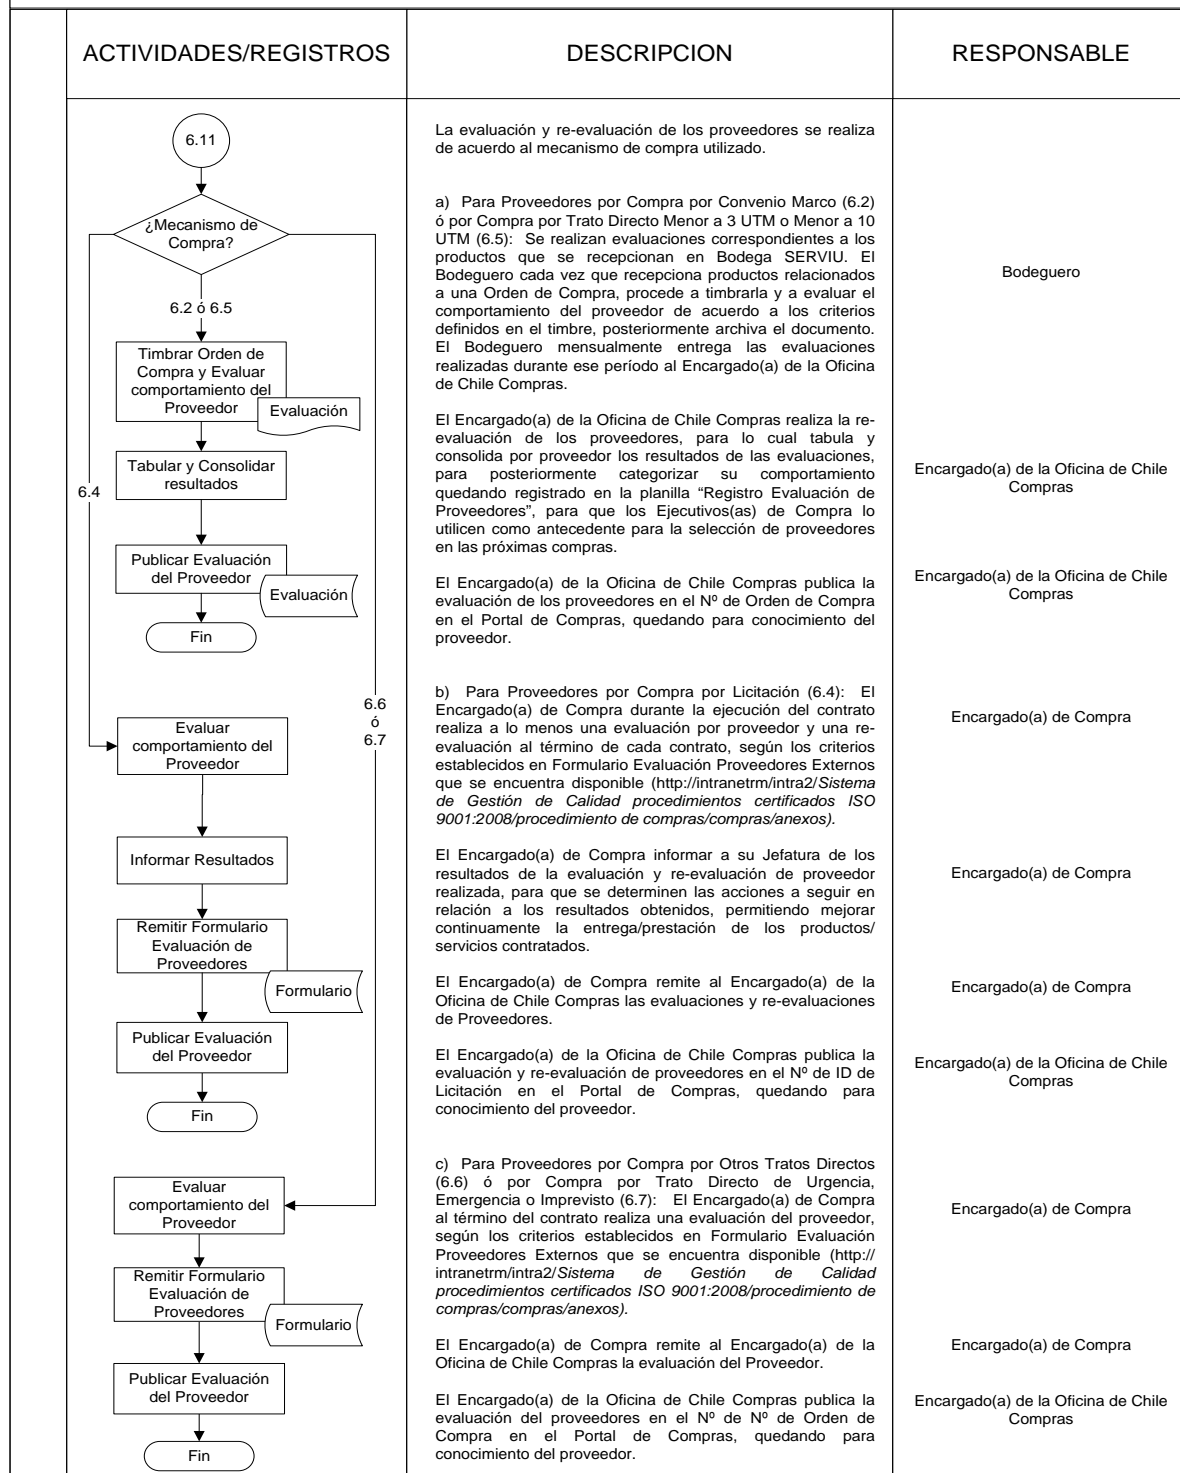 ACTIVIDADES/REGISTROS
DESCRIPCION
RESPONSABLE
6.11
¿Mecanismo de
Compra?
6.2 ó 6.5
Timbrar Orden de
Compra y Evaluar
comportamiento del
Proveedor
Evaluación
Tabular y Consolidar
resultados
6.4
Publicar Evaluación
del Proveedor
Evaluación
Fin
6.6
ó
6.7
Evaluar
comportamiento del
Proveedor
Informar Resultados
Remitir Formulario
Evaluación de
Proveedores
Formulario
Publicar Evaluación
del Proveedor
Fin
Evaluar
comportamiento del
Proveedor
Remitir Formulario
Evaluación de
Proveedores
Formulario
Publicar Evaluación
del Proveedor
Fin
La evaluación y re-evaluación de los proveedores se realiza
de acuerdo al mecanismo de compra utilizado.
a) Para Proveedores por Compra por Convenio Marco (6.2)
ó por Compra por Trato Directo Menor a 3 UTM o Menor a 10
UTM (6.5): Se realizan evaluaciones correspondientes a los
productos que se recepcionan en Bodega SERVIU. El
Bodeguero cada vez que recepciona productos relacionados
a una Orden de Compra, procede a timbrarla y a evaluar el
comportamiento del proveedor de acuerdo a los criterios
definidos en el timbre, posteriormente archiva el documento.
El Bodeguero mensualmente entrega las evaluaciones
realizadas durante ese período al Encargado(a) de la Oficina
de Chile Compras.
El Encargado(a) de la Oficina de Chile Compras realiza la re-
evaluación de los proveedores, para lo cual tabula y
consolida por proveedor los resultados de las evaluaciones,
para posteriormente categorizar su comportamiento
quedando registrado en la planilla “Registro Evaluación de
Proveedores”, para que los Ejecutivos(as) de Compra lo
utilicen como antecedente para la selección de proveedores
en las próximas compras.
El Encargado(a) de la Oficina de Chile Compras publica la
evaluación de los proveedores en el Nº de Orden de Compra
en el Portal de Compras, quedando para conocimiento del
proveedor.
b) Para Proveedores por Compra por Licitación (6.4): El
Encargado(a) de Compra durante la ejecución del contrato
realiza a lo menos una evaluación por proveedor y una re-
evaluación al término de cada contrato, según los criterios
establecidos en Formulario Evaluación Proveedores Externos
que se encuentra disponible (http://intranetrm/intra2/Sistema
de Gestión de Calidad procedimientos certificados ISO
9001:2008/procedimiento de compras/compras/anexos).
El Encargado(a) de Compra informar a su Jefatura de los
resultados de la evaluación y re-evaluación de proveedor
realizada, para que se determinen las acciones a seguir en
relación a los resultados obtenidos, permitiendo mejorar
continuamente la entrega/prestación de los productos/
servicios contratados.
El Encargado(a) de Compra remite al Encargado(a) de la
Oficina de Chile Compras las evaluaciones y re-evaluaciones
de Proveedores.
El Encargado(a) de la Oficina de Chile Compras publica la
evaluación y re-evaluación de proveedores en el Nº de ID de
Licitación en el Portal de Compras, quedando para
conocimiento del proveedor.
c) Para Proveedores por Compra por Otros Tratos Directos
(6.6) ó por Compra por Trato Directo de Urgencia,
Emergencia o Imprevisto (6.7): El Encargado(a) de Compra
al término del contrato realiza una evaluación del proveedor,
según los criterios establecidos en Formulario Evaluación
Proveedores Externos que se encuentra disponible (http://
intranetrm/intra2/Sistema de Gestión de Calidad
procedimientos certificados ISO 9001:2008/procedimiento de
compras/compras/anexos).
El Encargado(a) de Compra remite al Encargado(a) de la
Oficina de Chile Compras la evaluación del Proveedor.
El Encargado(a) de la Oficina de Chile Compras publica la
evaluación del proveedores en el Nº de Nº de Orden de
Compra en el Portal de Compras, quedando para
conocimiento del proveedor.
Bodeguero
Encargado(a) de la Oficina de Chile
Compras
Encargado(a) de la Oficina de Chile
Compras
Encargado(a) de Compra
Encargado(a) de Compra
Encargado(a) de Compra
Encargado(a) de la Oficina de Chile
Compras
Encargado(a) de Compra
Encargado(a) de Compra
Encargado(a) de la Oficina de Chile
Compras